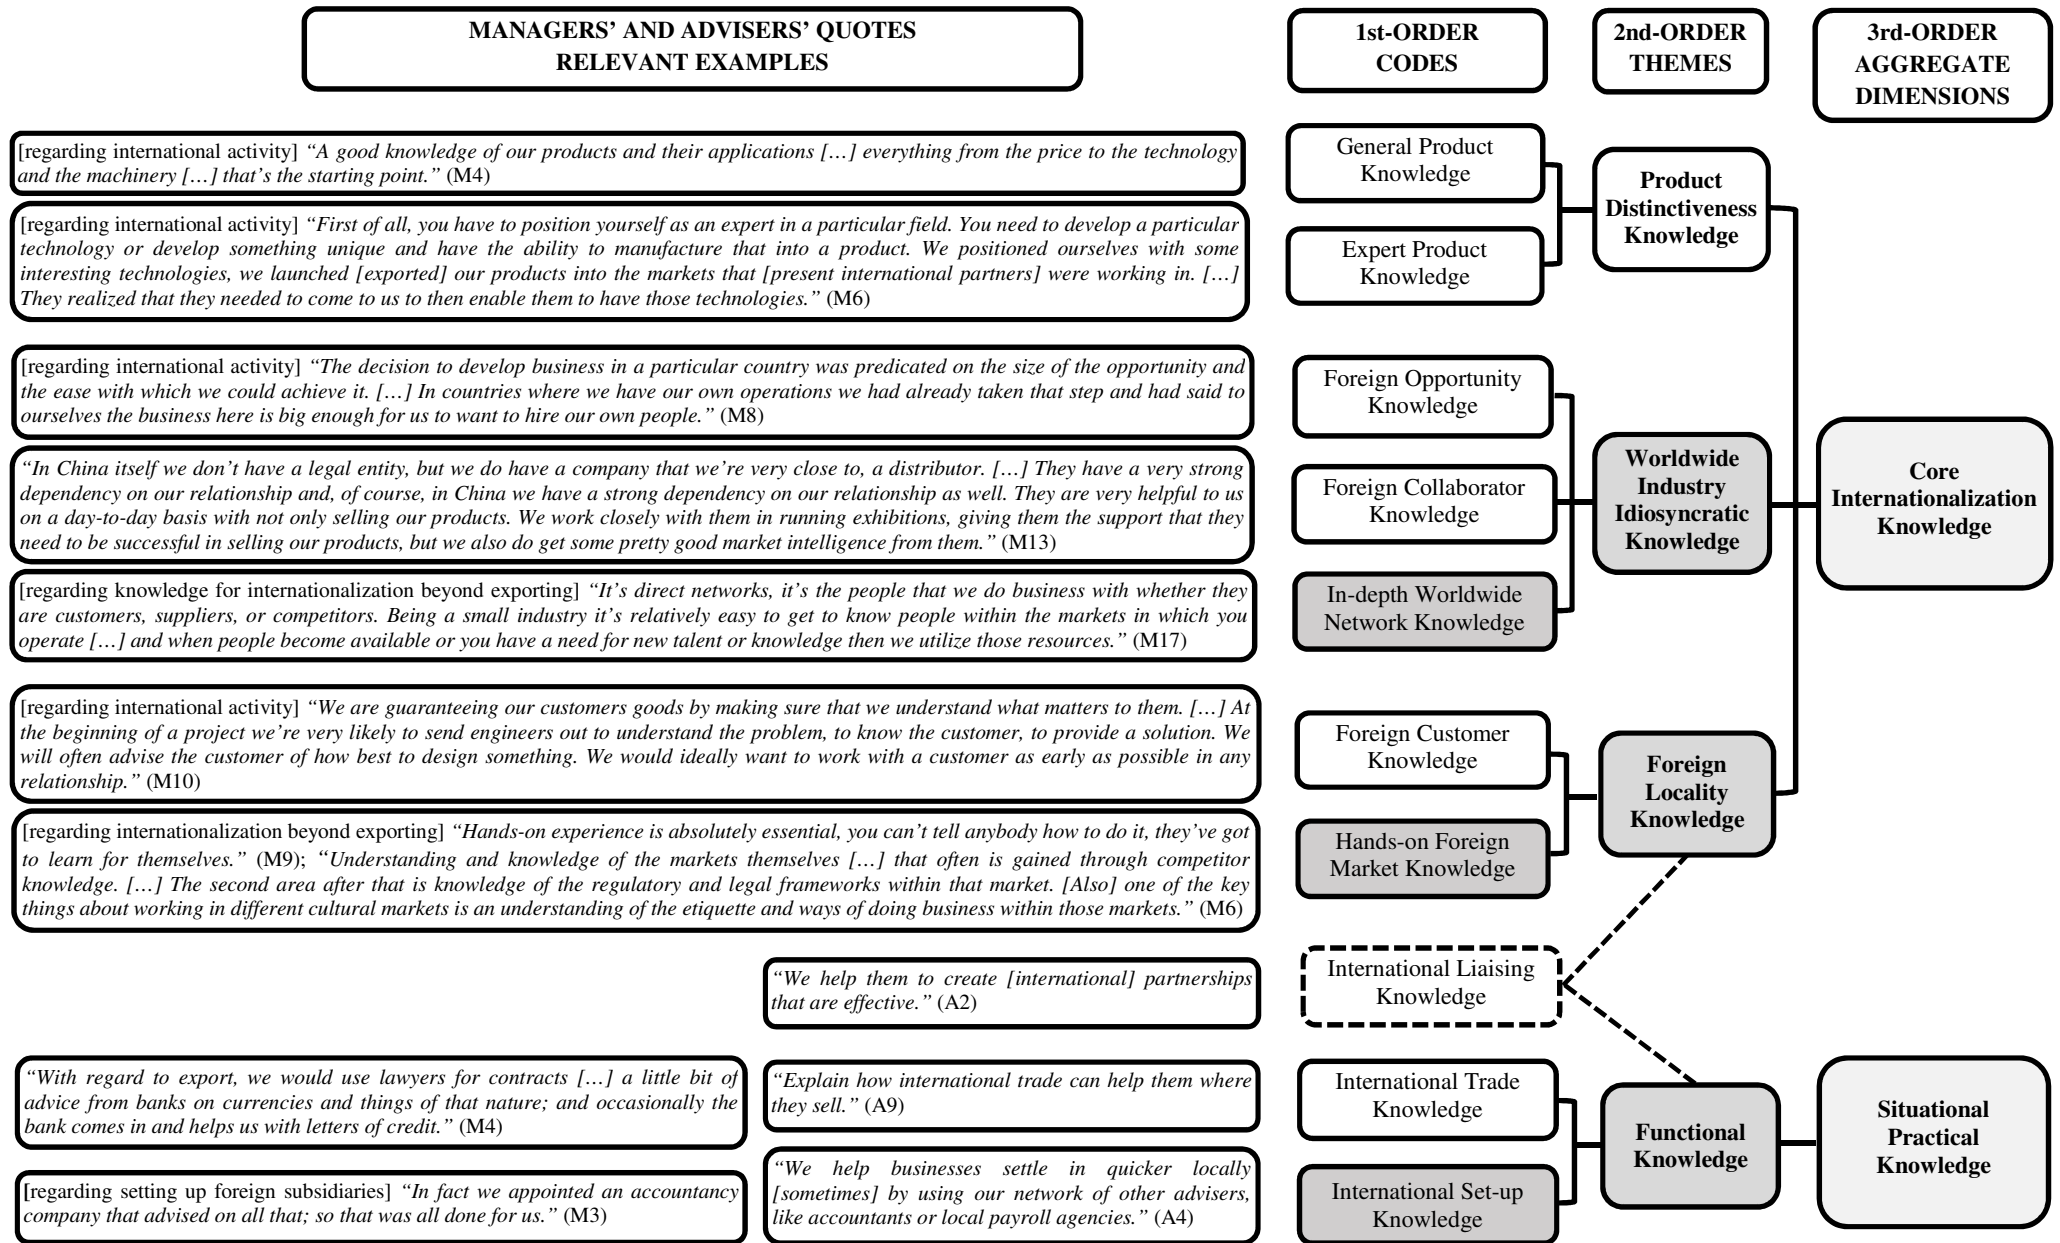 MANAGERS' AND ADVISERS' QUOTES
RELEVANT EXAMPLES
1st-ORDER
CODES
2nd-ORDER
THEMES
3rd-ORDER
AGGREGATE
DIMENSIONS
[regarding international activity] “A good knowledge of our products and their applications […] everything from the price to the technology
and the machinery […] that’s the starting point.” (M4)
[regarding international activity] “First of all, you have to position yourself as an expert in a particular field. You need to develop a particular
technology or develop something unique and have the ability to manufacture that into a product. We positioned ourselves with some
interesting technologies, we launched [exported] our products into the markets that [present international partners] were working in. […]
They realized that they needed to come to us to then enable them to have those technologies.” (M6)
General Product
Knowledge
Expert Product
Knowledge
Product
Distinctiveness
Knowledge
[regarding international activity] “The decision to develop business in a particular country was predicated on the size of the opportunity and
the ease with which we could achieve it. […] In countries where we have our own operations we had already taken that step and had said to
ourselves the business here is big enough for us to want to hire our own people.” (M8)
“In China itself we don’t have a legal entity, but we do have a company that we’re very close to, a distributor. […] They have a very strong
dependency on our relationship and, of course, in China we have a strong dependency on our relationship as well. They are very helpful to us
on a day-to-day basis with not only selling our products. We work closely with them in running exhibitions, giving them the support that they
need to be successful in selling our products, but we also do get some pretty good market intelligence from them.” (M13)
[regarding knowledge for internationalization beyond exporting] “It’s direct networks, it’s the people that we do business with whether they
are customers, suppliers, or competitors. Being a small industry it’s relatively easy to get to know people within the markets in which you
operate […] and when people become available or you have a need for new talent or knowledge then we utilize those resources.” (M17)
Foreign Opportunity
Knowledge
Foreign Collaborator
Knowledge
In-depth Worldwide
Network Knowledge
Worldwide
Industry
Idiosyncratic
Knowledge
Core
Internationalization
Knowledge
[regarding international activity] “We are guaranteeing our customers goods by making sure that we understand what matters to them. […] At
the beginning of a project we’re very likely to send engineers out to understand the problem, to know the customer, to provide a solution. We
will often advise the customer of how best to design something. We would ideally want to work with a customer as early as possible in any
relationship.” (M10)
[regarding internationalization beyond exporting] “Hands-on experience is absolutely essential, you can’t tell anybody how to do it, they’ve got
to learn for themselves.” (M9); “Understanding and knowledge of the markets themselves […] that often is gained through competitor
knowledge. […] The second area after that is knowledge of the regulatory and legal frameworks within that market. [Also] one of the key
things about working in different cultural markets is an understanding of the etiquette and ways of doing business within those markets.” (M6)
Foreign Customer
Knowledge
Hands-on Foreign
Market Knowledge
Foreign
Locality
Knowledge
“We help them to create [international] partnerships
that are effective.” (A2)
International Liaising
Knowledge
“With regard to export, we would use lawyers for contracts […] a little bit of
advice from banks on currencies and things of that nature; and occasionally the
bank comes in and helps us with letters of credit.” (M4)
“Explain how international trade can help them where
they sell.” (A9)
International Trade
Knowledge
[regarding setting up foreign subsidiaries] “In fact we appointed an accountancy
company that advised on all that; so that was all done for us.” (M3)
“We help businesses settle in quicker locally
[sometimes] by using our network of other advisers,
like accountants or local payroll agencies.” (A4)
International Set-up
Knowledge
Functional
Knowledge
Situational
Practical
Knowledge